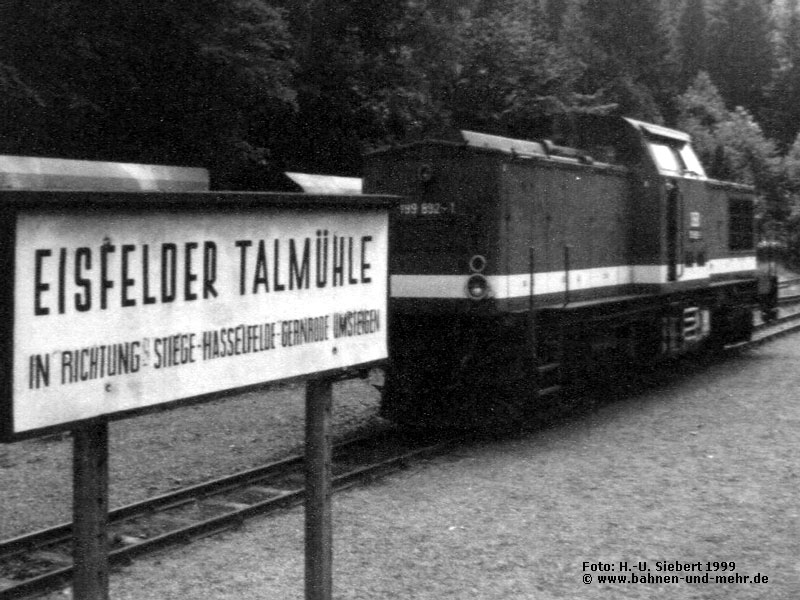 EISFELDER TALMÜHLE
IN RICHTUNG STIEGE-HASSELFELDE-GERNRODE UMSTEIGEN
199 892-1
Foto: H.-U. Siebert 1999
© www.bahnen-und-mehr.de